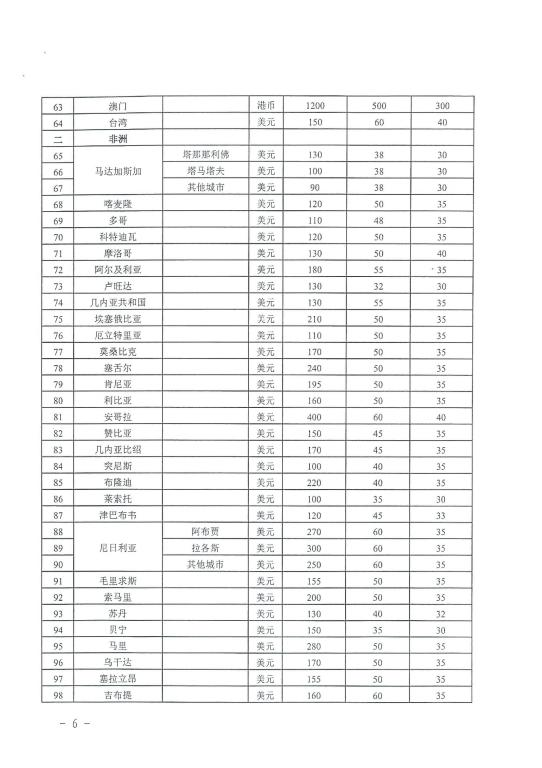 63 澳门 港币 1200 500 300
64 台湾 美元 150 60 40
二 非洲
65 马达加斯加 塔那那利佛 美元 130 38 30
66 塔马塔夫 美元 100 38 30
67 其他城市 美元 90 38 30
68 喀麦隆 美元 120 50 35
69 多哥 美元 110 48 35
70 科特迪瓦 美元 120 50 35
71 摩洛哥 美元 130 50 40
72 阿尔及利亚 美元 180 55 35
73 卢旺达 美元 130 32 30
74 几内亚共和国 美元 130 55 35
75 埃塞俄比亚 美元 210 50 35
76 厄立特里亚 美元 110 50 35
77 莫桑比克 美元 170 50 35
78 塞舌尔 美元 240 50 35
79 肯尼亚 美元 195 50 35
80 利比亚 美元 160 50 35
81 安哥拉 美元 400 60 40
82 赞比亚 美元 150 45 35
83 几内亚比绍 美元 170 45 35
84 突尼斯 美元 100 40 35
85 布隆迪 美元 220 40 35
86 莱索托 美元 100 35 30
87 津巴布韦 美元 120 45 33
88 尼日利亚 阿布贾 美元 270 60 35
89 拉各斯 美元 300 60 35
90 其他城市 美元 250 60 35
91 毛里求斯 美元 155 50 35
92 索马里 美元 200 50 35
93 苏丹 美元 130 40 32
94 贝宁 美元 150 35 30
95 马里 美元 280 50 35
96 乌干达 美元 170 50 35
97 塞拉立昂 美元 155 50 35
98 吉布提 美元 160 60 35
- 6 -